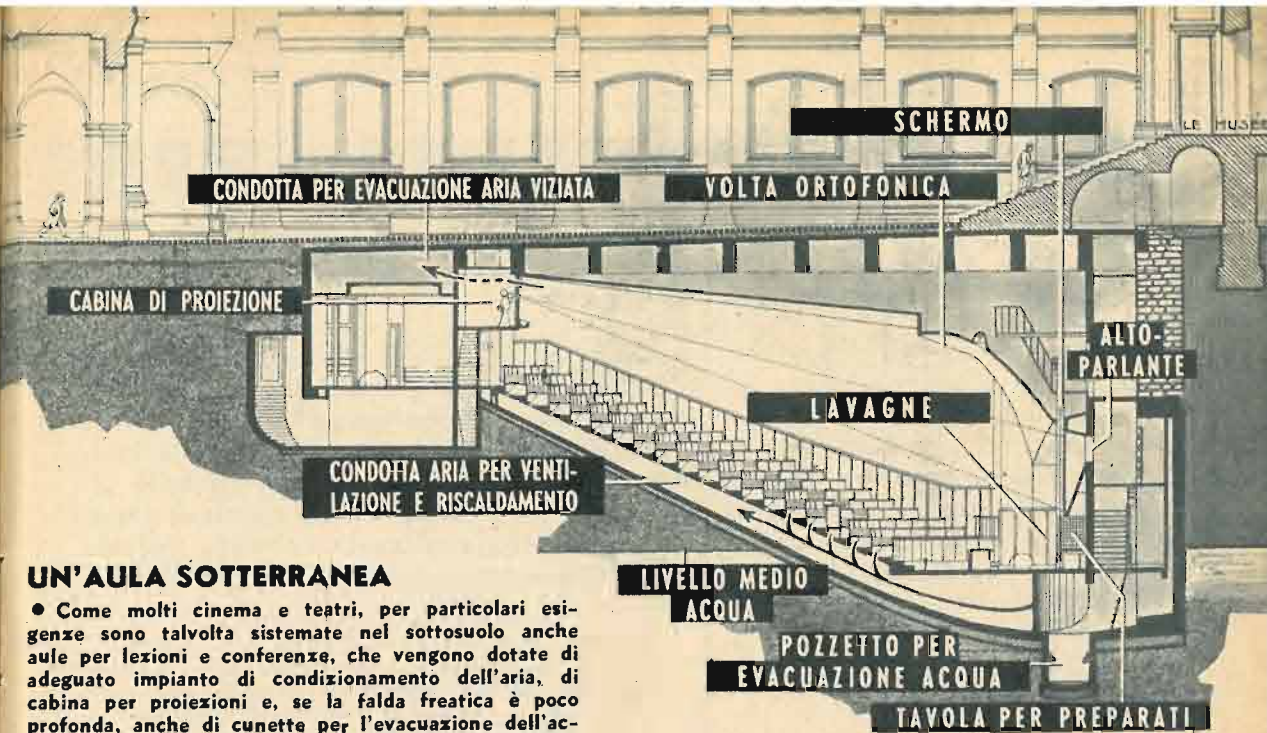 SCHERMO
LE MUSÉE
CONDOTTA PER EVACUAZIONE ARIA VIZIATA
VOLTA ORTOFONICA
CABINA DI PROIEZIONE
ALTO-
PARLANTE
LAVAGNE
CONDOTTA ARIA PER VENTI-
LAZIONE E RISCALDAMENTO
LIVELLO MEDIO
ACQUA
POZZETTO PER
EVACUAZIONE ACQUA
TAVOLA PER PREPARATI
UN'AULA SOTTERRANEA
● Come molti cinema e teatri, per particolari esi-
genze sono talvolta sistemate nel sottosuolo anche
aule per lezioni e conferenze, che vengono dotate di
adeguato impianto di condizionamento dell'aria, di
cabina per proiezioni e, se la falda freatica è poco
profonda, anche di cunette per l'evacuazione dell'ac-